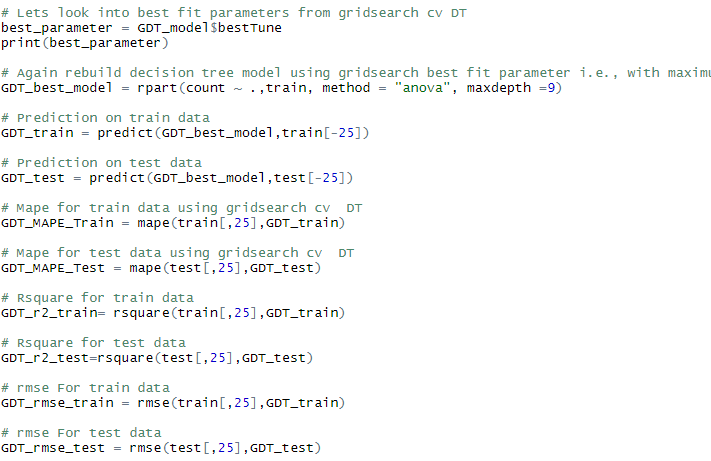 # Lets look into best fit parameters from gridsearch cv DT
best_parameter = GDT_model$bestTune
print(best_parameter)
# Again rebuild decision tree model using gridsearch best fit parameter i.e., with maximu
GDT_best_model = rpart(count ~ .,train, method = "anova", maxdepth =9)
# Prediction on train data
GDT_train = predict(GDT_best_model,train[-25])
# Prediction on test data
GDT_test = predict(GDT_best_model,test[-25])
# Mape for train data using gridsearch cv  DT
GDT_MAPE_Train = mape(train[,25],GDT_train)
# Mape for test data using gridsearch cv  DT
GDT_MAPE_Test = mape(test[,25],GDT_test)
# Rsquare for train data
GDT_r2_train= rsquare(train[,25],GDT_train)
# Rsquare for test data
GDT_r2_test=rsquare(test[,25],GDT_test)
# rmse For train data
GDT_rmse_train = rmse(train[,25],GDT_train)
# rmse For test data
GDT_rmse_test = rmse(test[,25],GDT_test)